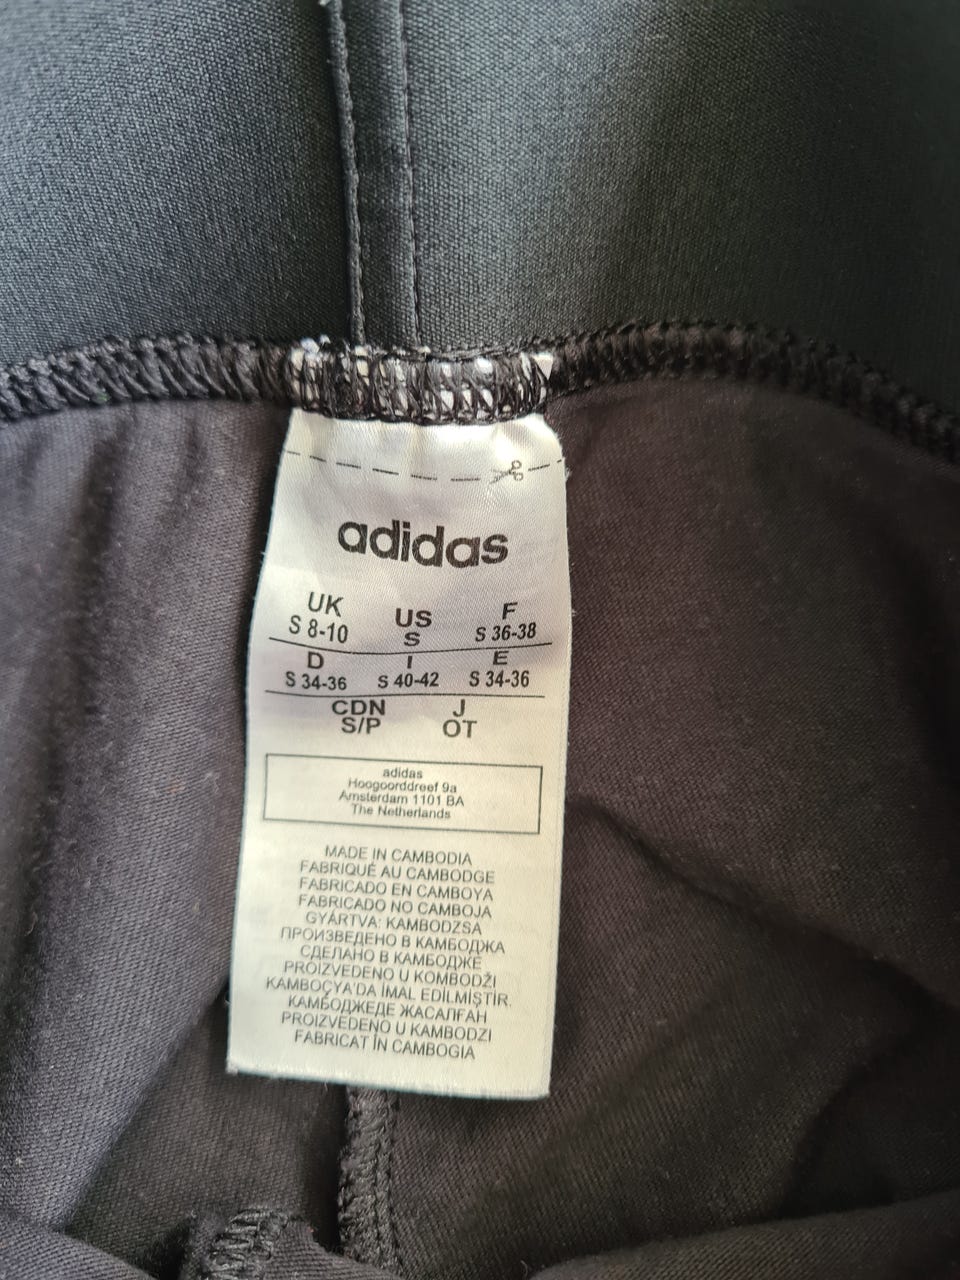 adidas
UK US F
S 8-10 S S 36-38
D I E
S 34-36 S 40-42 S 34-36
CDN J
S/P OT
adidas
Hoogoorddreef 9a
Amsterdam 1101 BA
The Netherlands
MADE IN CAMBODIA
FABRIQUÉ AU CAMBODGE
FABRICADO EN CAMBOYA
FABRICADO NO CAMBOJA
GYÁRTVA: KAMBODZSA
ПРОИЗВЕДЕНО В КАМБОДЖА
СДЕЛАНО В КАМБОДЖЕ
PROIZVEDENO U KOMBODŽI
KAMBOÇYA'DA İMAL EDİLMİŞTİR.
КАМБОДЖЕДЕ ЖАСАЛҒАН
PROIZVEDENO U KAMBODZI
FABRICAT ÎN CAMBOGIA